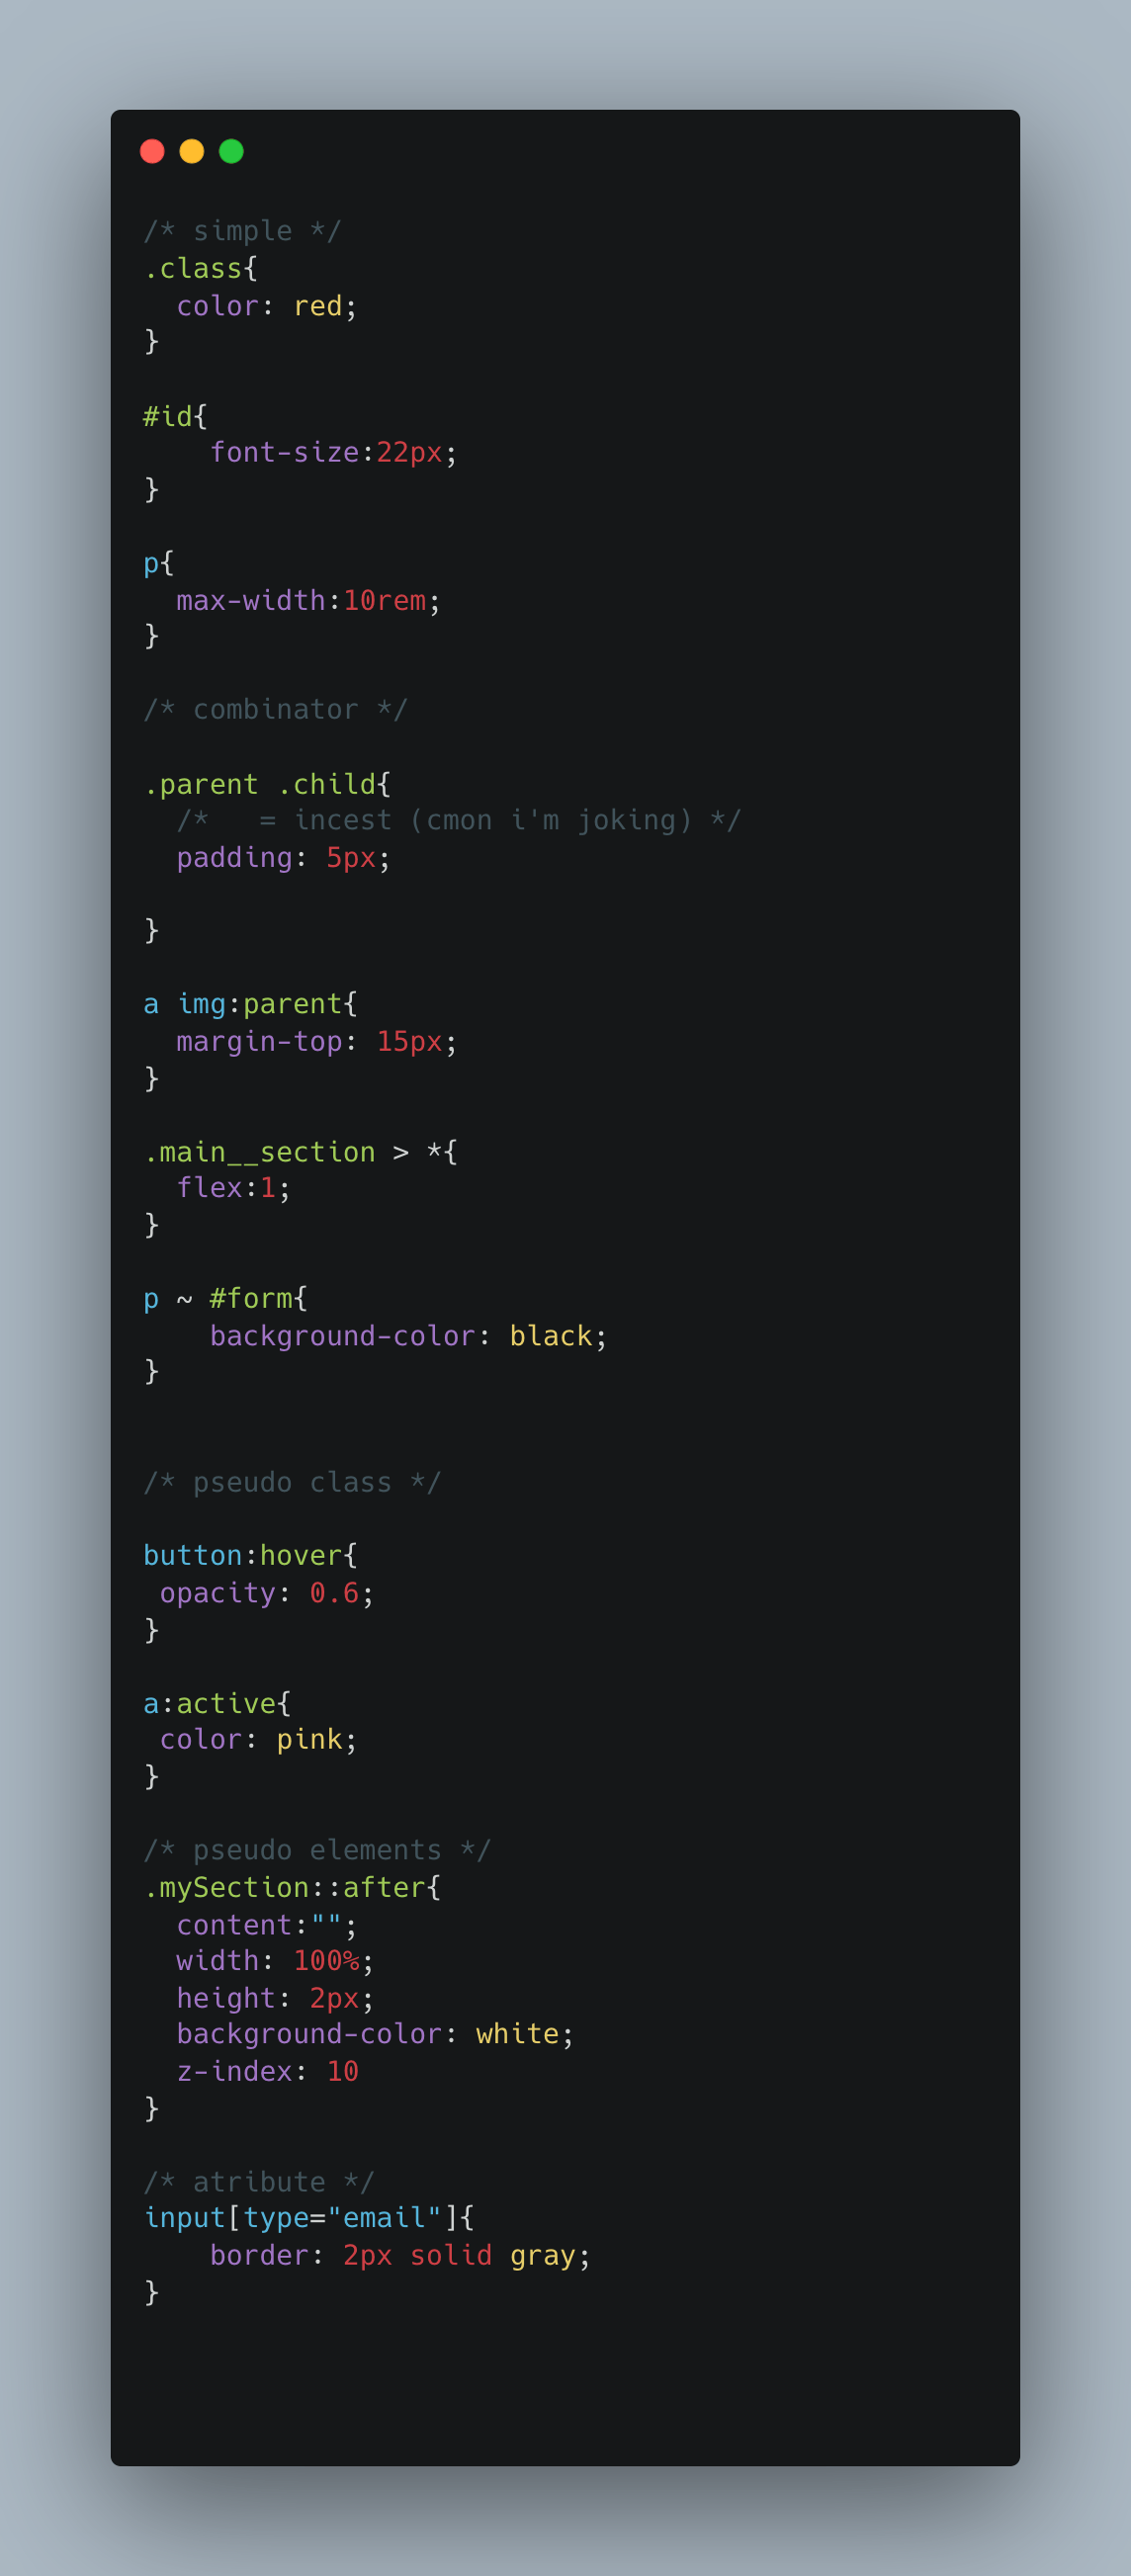 /* simple */
.class{
  color: red;
}

#id{
    font-size:22px;
}

p{
  max-width:10rem;
}

/* combinator */

.parent .child{
  /*   = incest (cmon i'm joking) */
  padding: 5px;

}

a img:parent{
  margin-top: 15px;
}

.main__section > *{
  flex:1;
}

p ~ #form{
    background-color: black;
}


/* pseudo class */

button:hover{
 opacity: 0.6;
}

a:active{
 color: pink;
}

/* pseudo elements */
.mySection::after{
  content:"";
  width: 100%;
  height: 2px;
  background-color: white;
  z-index: 10
}

/* atribute */
input[type="email"]{
    border: 2px solid gray;
}